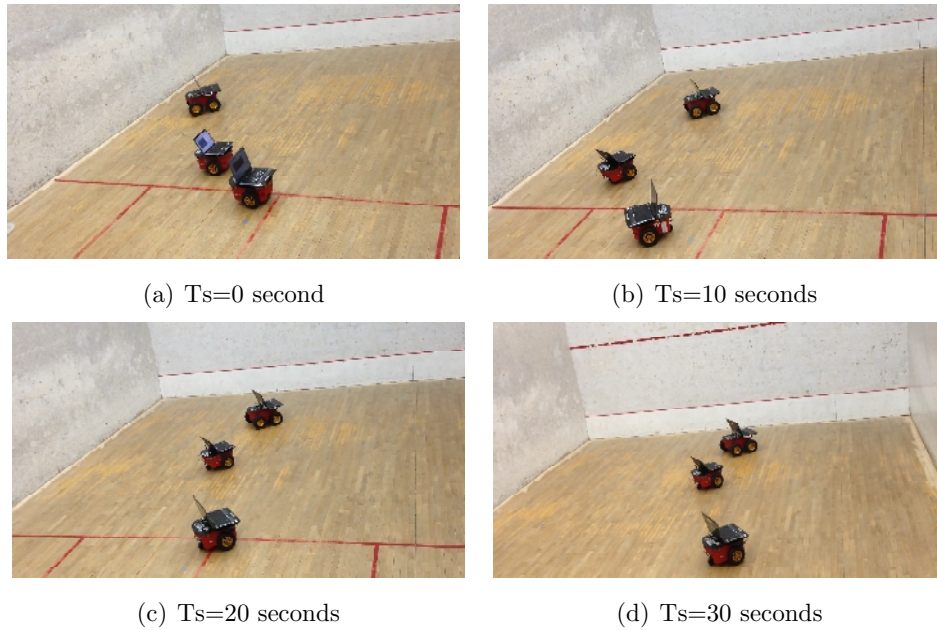 (a) Ts=0 second
(b) Ts=10 seconds
(c) Ts=20 seconds
(d) Ts=30 seconds